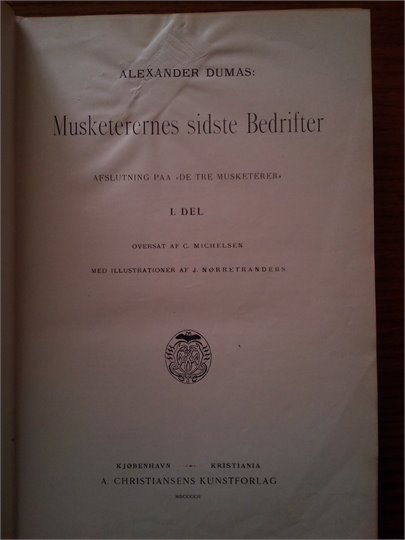 ALEXANDER DUMAS:
Musketerernes sidste Bedrifter
AFSLUTNING PAA »DE TRE MUSKETERER«
I. DEL
OVERSAT AF C. MICHELSEN
MED ILLUSTRATIONER AF J. NØRRETRANDERS
KJØBENHAVN - KRISTIANIA
A. CHRISTIANSENS KUNSTFORLAG
MDCCCCII